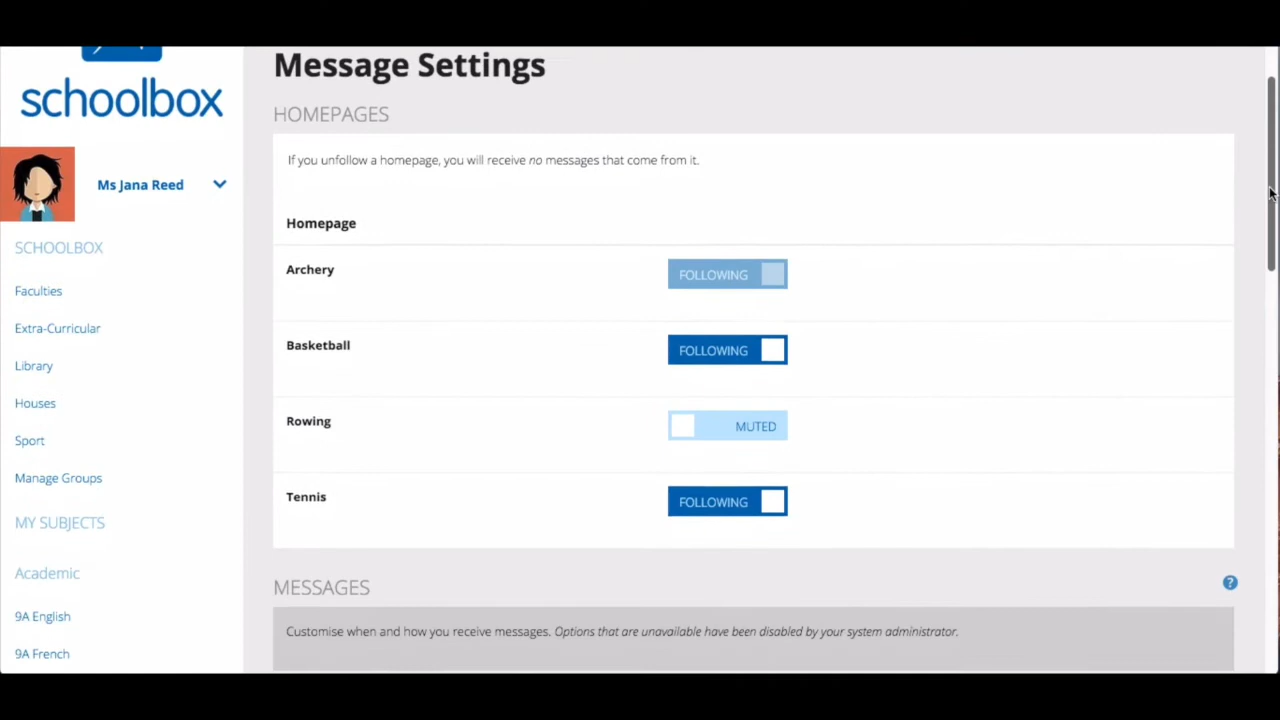 Message Settings
schoolbox
HOMEPAGES
If you unfollow a homepage, you will receive no messages that come from it.
Ms Jana Reed
Homepage
SCHOOLBOX
Archery
FOLLOWING
Faculties
Extra-Curricular
Basketball
FOLLOWING
Library
Houses
Rowing
MUTED
Sport
Manage Groups
Tennis
FOLLOWING
MY SUBJECTS
Academic
MESSAGES
?
9A English
Customise when and how you receive messages. Options that are unavailable have been disabled by your system administrator.
9A French